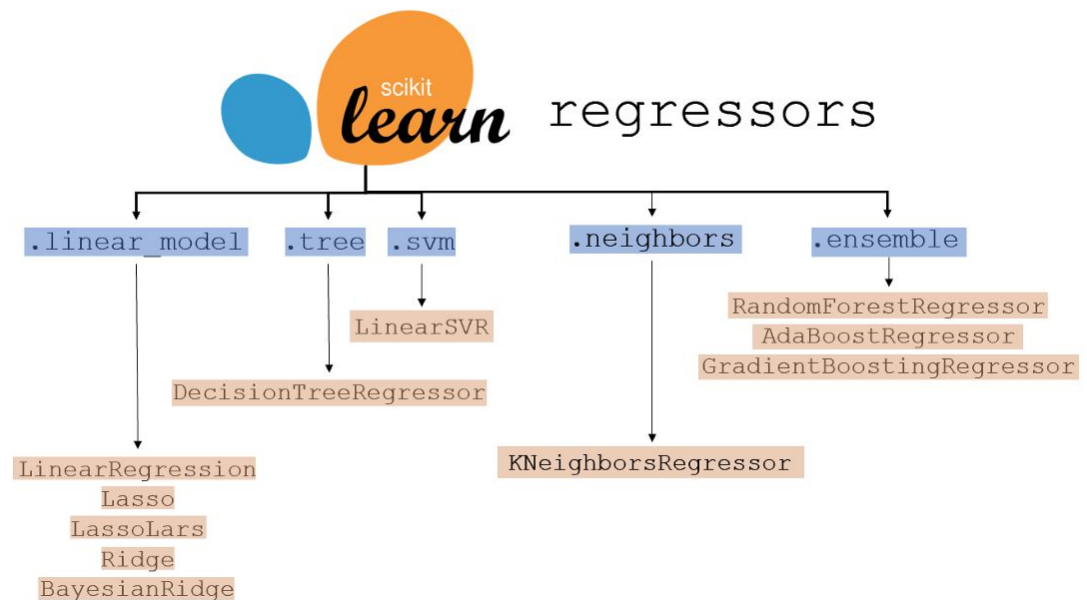 scikit
learn regressors
.linear_model .tree .svm .neighbors .ensemble
RandomForestRegressor
LinearSVR
AdaBoostRegressor
GradientBoostingRegressor
DecisionTreeRegressor
LinearRegression
KNeighborsRegressor
Lasso
LassoLars
Ridge
BayesianRidge